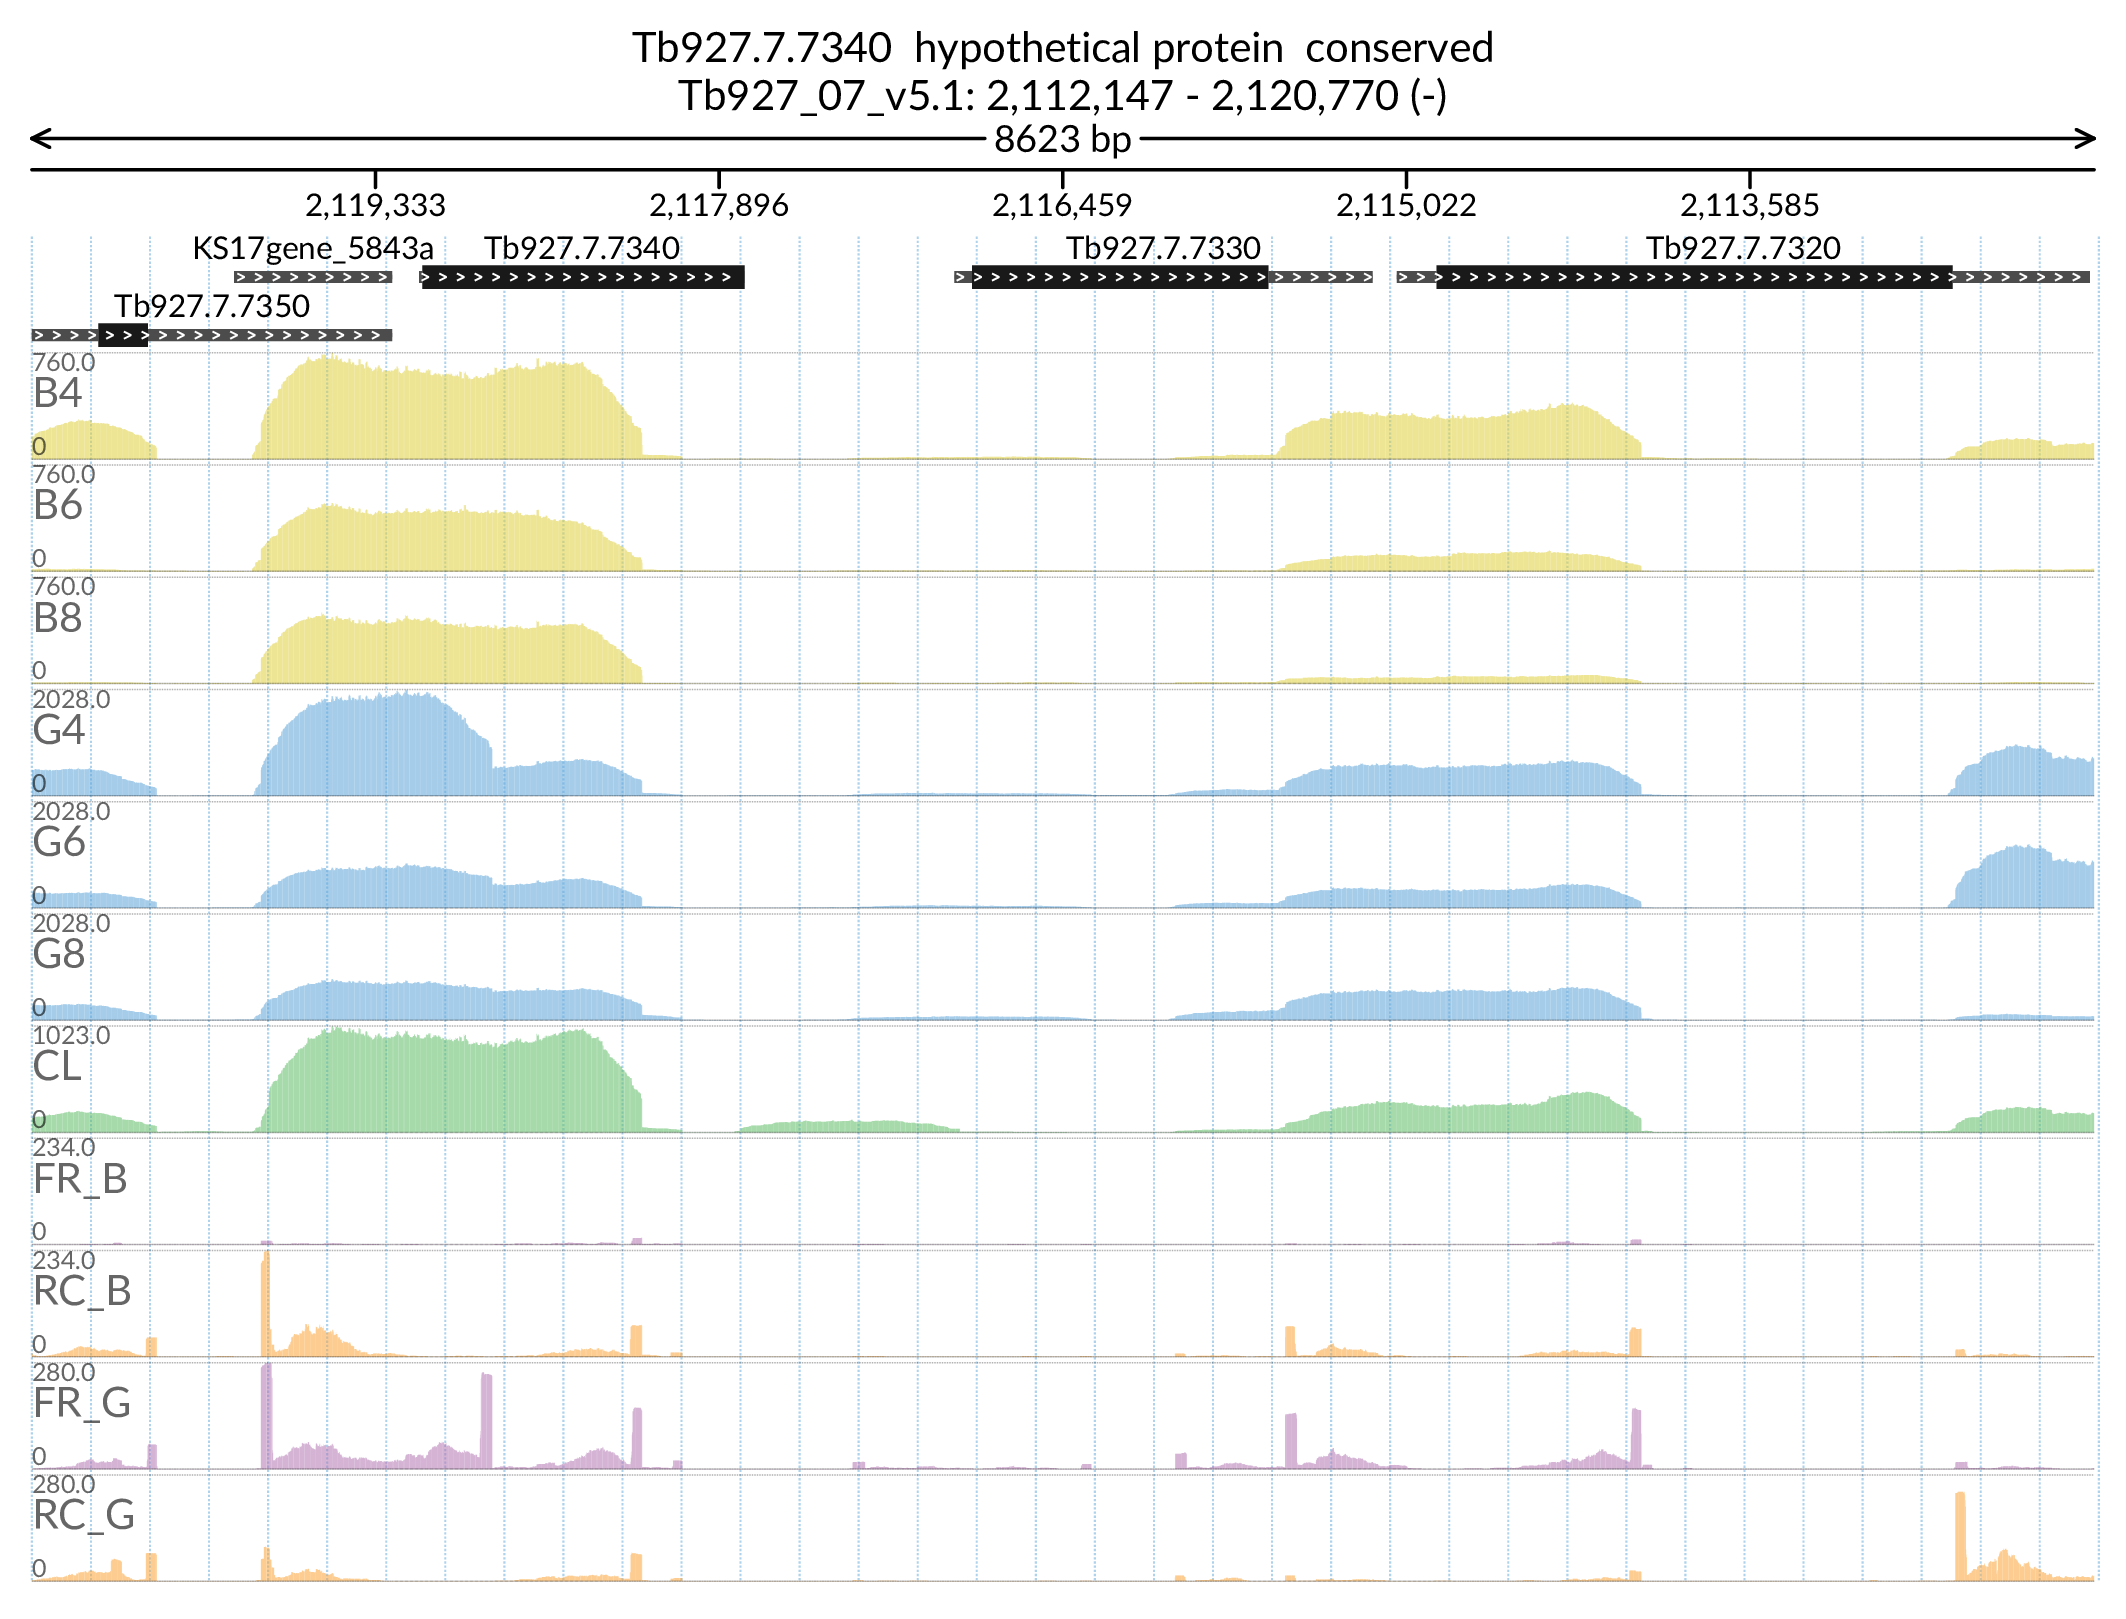 Tb927.7.7340 hypothetical protein conserved
Tb927_07_v5.1: 2,112,147 - 2,120,770 (-)
8623 bp
2,119,333 2,117,896 2,116,459 2,115,022 2,113,585
KS17gene_5843a Tb927.7.7340 Tb927.7.7330 Tb927.7.7320
Tb927.7.7350
760.0
B4
0
760.0
B6
0
760.0
B8
0
2028.0
G4
0
2028.0
G6
0
2028.0
G8
0
1023.0
CL
0
234.0
FR_B
0
234.0
RC_B
0
280.0
FR_G
0
280.0
RC_G
0